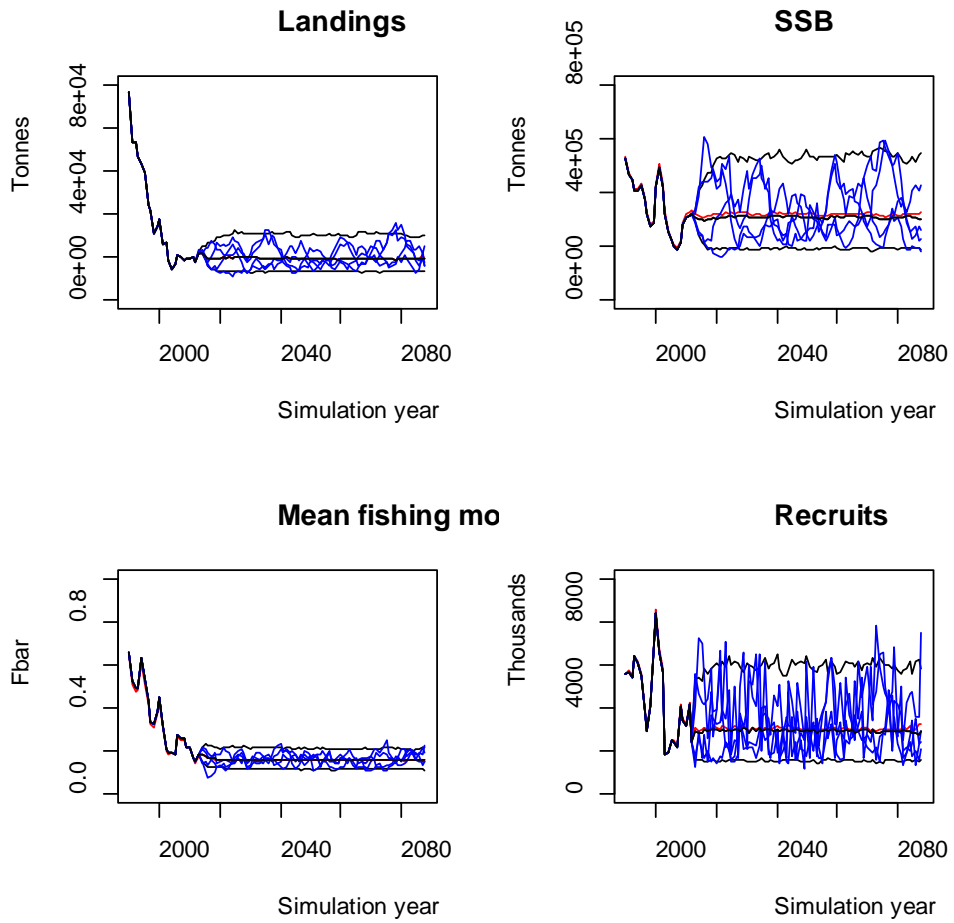 Landings
Tonnes
0e+00 4e+04 8e+04
2000 2040 2080
Simulation year
SSB
Tonnes
0e+00 4e+05 8e+05
2000 2040 2080
Simulation year
Mean fishing mo
Fbar
0.0 0.4 0.8
2000 2040 2080
Simulation year
Recruits
Thousands
0 4000 8000
2000 2040 2080
Simulation year